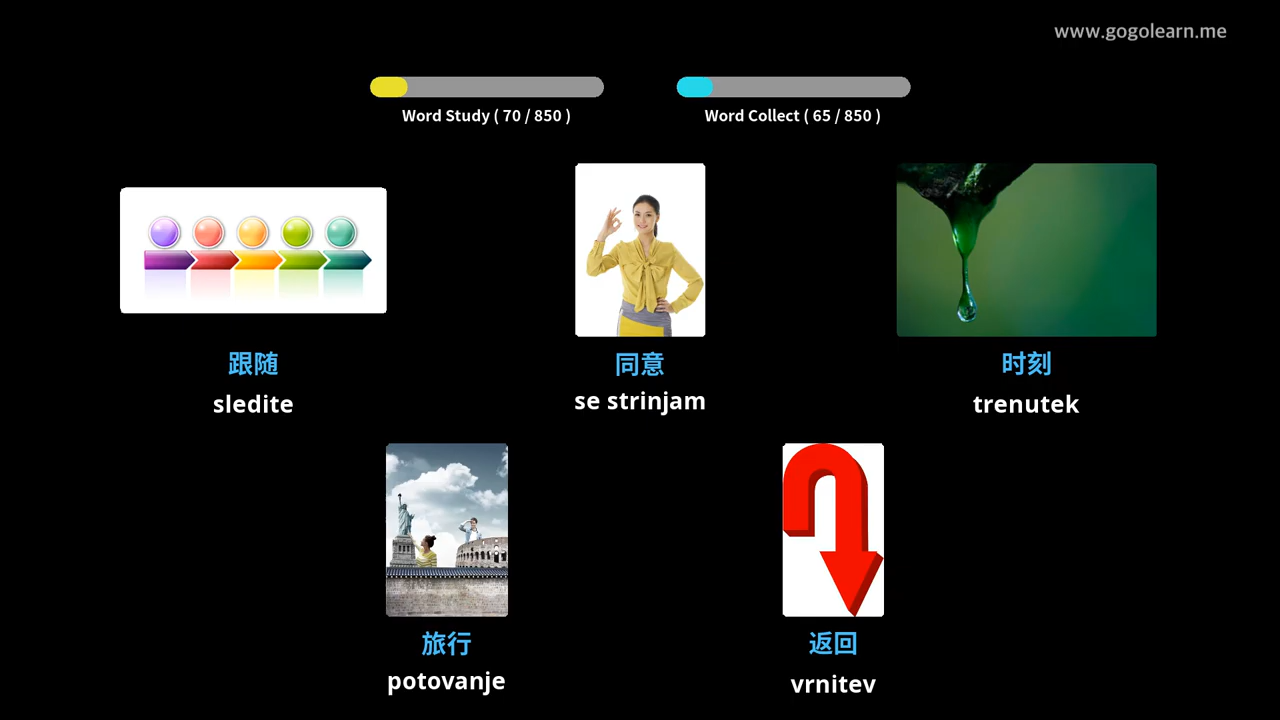 www.gogolearn.me
Word Study ( 70 / 850 )
Word Collect ( 65 / 850 )
跟随
sledite
同意
se strinjam
时刻
trenutek
旅行
potovanje
返回
vrnitev